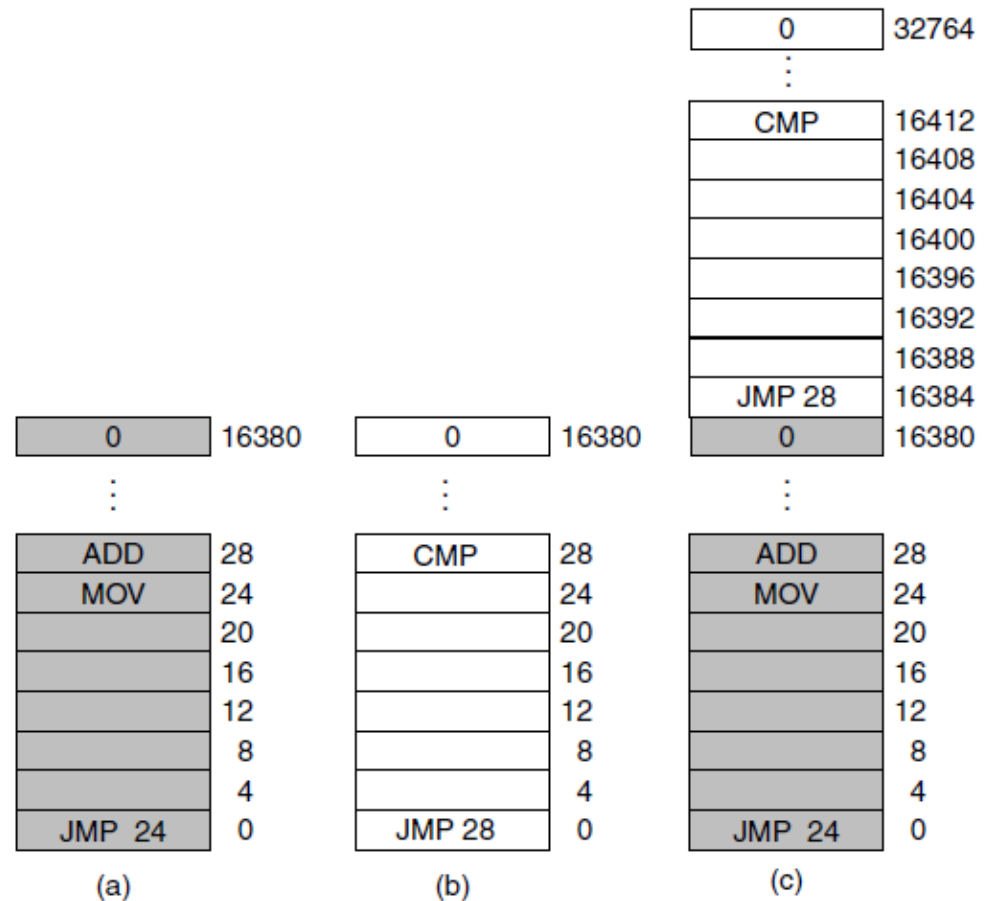 0 32764
⋮
CMP 16412
16408
16404
16400
16396
16392
16388
JMP 28 16384
0 16380 0 16380 0 16380
⋮ ⋮ ⋮
ADD 28 CMP 28 ADD 28
MOV 24 24 MOV 24
20 20 20
16 16 16
12 12 12
8 8 8
4 4 4
JMP 24 0 JMP 28 0 JMP 24 0
(a) (b) (c)